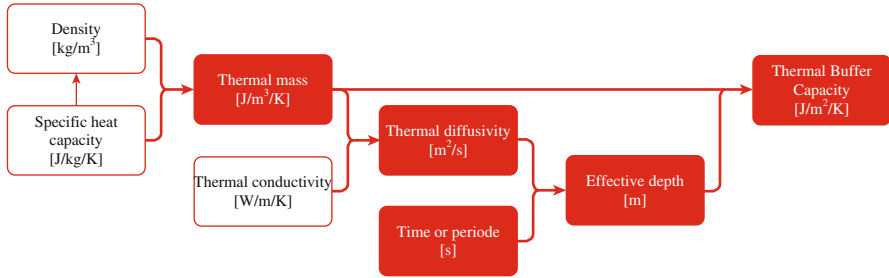 Density
[kg/m³]
Specific heat
capacity
[J/kg/K]
Thermal mass
[J/m³/K]
Thermal conductivity
[W/m/K]
Thermal diffusivity
[m²/s]
Time or periode
[s]
Effective depth
[m]
Thermal Buffer
Capacity
[J/m²/K]